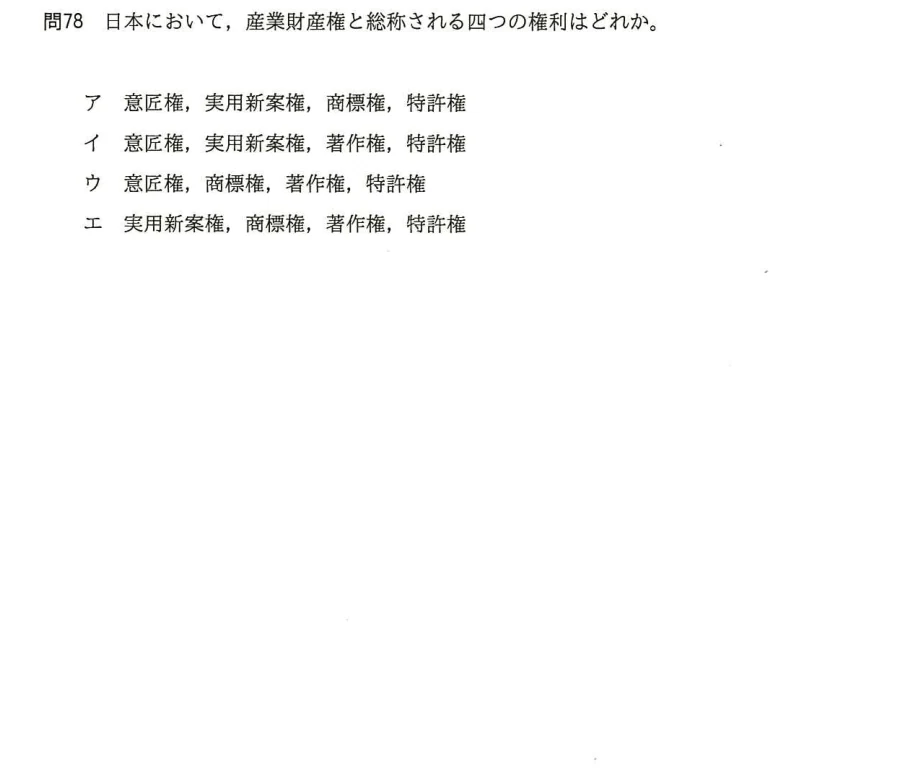 問78 日本において，産業財産権と総称される四つの権利はどれか。
ア 意匠権，実用新案権，商標権，特許権
イ 意匠権，実用新案権，著作権，特許権
ウ 意匠権，商標権，著作権，特許権
エ 実用新案権，商標権，著作権，特許権